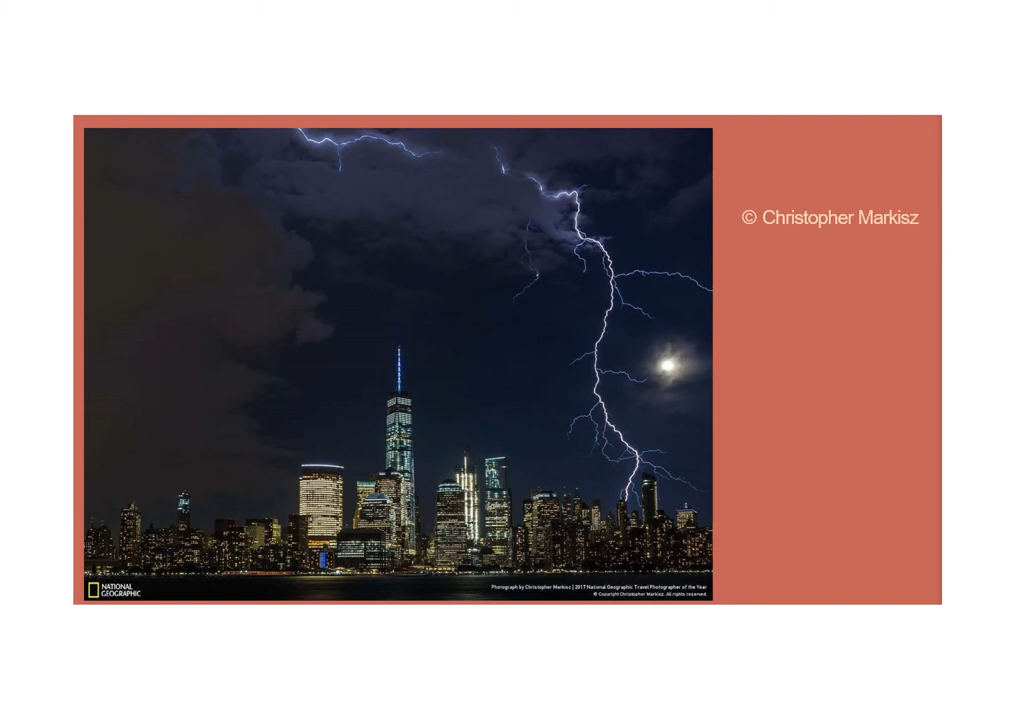 © Christopher Markisz
NATIONAL
GEOGRAPHIC
Photograph by Christopher Markisz | 2017 National Geographic Travel Photographer of the Year
© Copyright Christopher Markisz. All rights reserved.